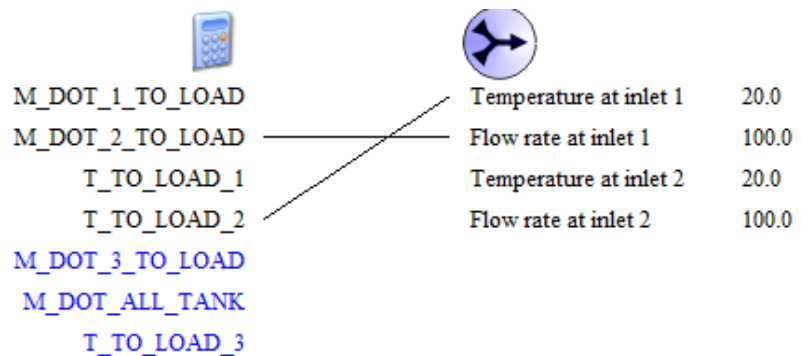 M_DOT_1_TO_LOAD Temperature at inlet 1 20.0
M_DOT_2_TO_LOAD Flow rate at inlet 1 100.0
T_TO_LOAD_1 Temperature at inlet 2 20.0
T_TO_LOAD_2 Flow rate at inlet 2 100.0
M_DOT_3_TO_LOAD
M_DOT_ALL_TANK
T_TO_LOAD_3